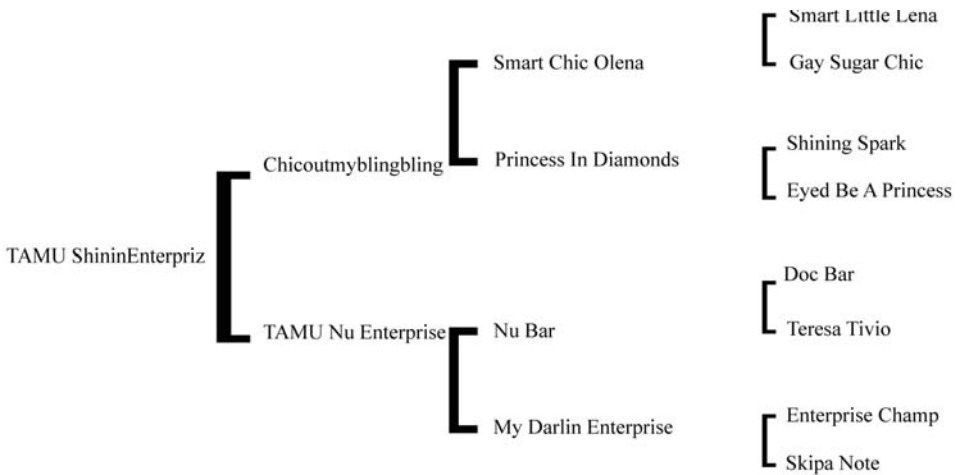 Smart Little Lena
Smart Chic Olena
Gay Sugar Chic
Shining Spark
Chicoutmyblingbling
Princess In Diamonds
Eyed Be A Princess
TAMU ShininEnterpriz
Doc Bar
TAMU Nu Enterprise
Nu Bar
Teresa Tivio
Enterprise Champ
My Darlin Enterprise
Skipa Note